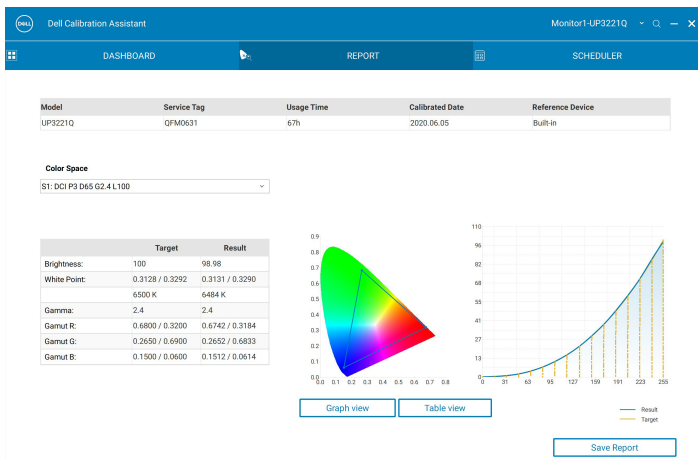 DELL Dell Calibration Assistant Monitor1-UP3221Q
DASHBOARD REPORT SCHEDULER
Model Service Tag Usage Time Calibrated Date Reference Device
UP3221Q QFM0631 67h 2020.06.05 Built-in
Color Space
S1: DCI P3 D65 G2.4 L100
Target Result
Brightness: 100 98.98
White Point: 0.3128 / 0.3292 0.3131 / 0.3290
6500 K 6484 K
Gamma: 2.4 2.4
Gamut R: 0.6800 / 0.3200 0.6742 / 0.3184
Gamut G: 0.2650 / 0.6900 0.2652 / 0.6833
Gamut B: 0.1500 / 0.0600 0.1512 / 0.0614
0.9
0.8
0.7
0.6
0.5
0.4
0.3
0.2
0.1
0.0
0.0 0.1 0.2 0.3 0.4 0.5 0.6 0.7 0.8
110
96
82
68
55
41
27
13
0
0 31 63 95 127 159 191 223 255
Graph view Table view
Result
Target
Save Report